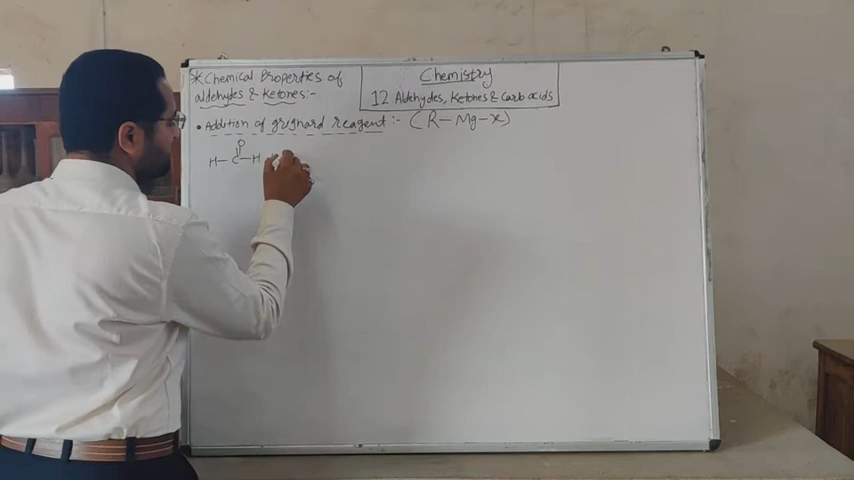 * Chemical Properties of
aldehydes & Ketones:-
Chemistry
12 Aldehydes, Ketones & Carb acids
• Addition of grignard reagent :- (R—Mg—x)
O
H—C—H